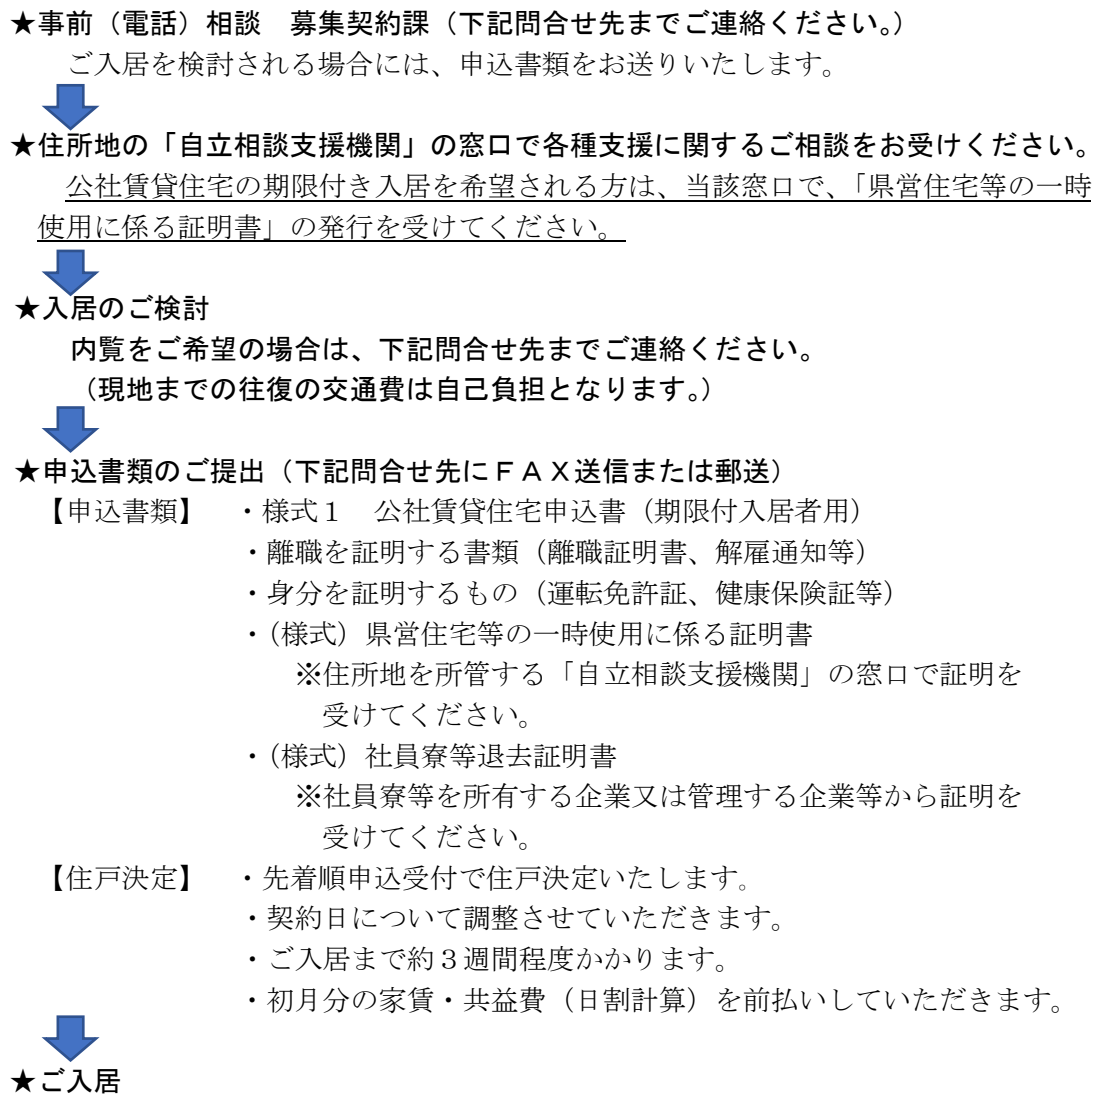 ★事前（電話）相談　募集契約課（下記問合せ先までご連絡ください。）
ご入居を検討される場合には、申込書類をお送りいたします。
★住所地の「自立相談支援機関」の窓口で各種支援に関するご相談をお受けください。
公社賃貸住宅の期限付き入居を希望される方は、当該窓口で、「県営住宅等の一時
使用に係る証明書」の発行を受けてください。
★入居のご検討
内覧をご希望の場合は、下記問合せ先までご連絡ください。
（現地までの往復の交通費は自己負担となります。）
★申込書類のご提出（下記問合せ先にＦＡＸ送信または郵送）
【申込書類】　・様式１　公社賃貸住宅申込書（期限付入居者用）
・離職を証明する書類（離職証明書、解雇通知等）
・身分を証明するもの（運転免許証、健康保険証等）
・（様式）県営住宅等の一時使用に係る証明書
※住所地を所管する「自立相談支援機関」の窓口で証明を
受けてください。
・（様式）社員寮等退去証明書
※社員寮等を所有する企業又は管理する企業等から証明を
受けてください。
【住戸決定】　・先着順申込受付で住戸決定いたします。
・契約日について調整させていただきます。
・ご入居まで約３週間程度かかります。
・初月分の家賃・共益費（日割計算）を前払いしていただきます。
★ご入居